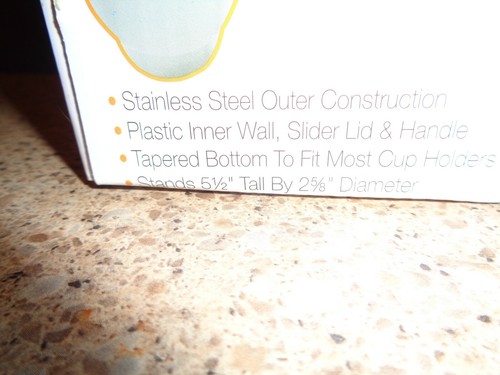 • Stainless Steel Outer Construction
• Plastic Inner Wall, Slider Lid & Handle
• Tapered Bottom To Fit Most Cup Holders
• Stands 5½" Tall By 2⅝" Diameter